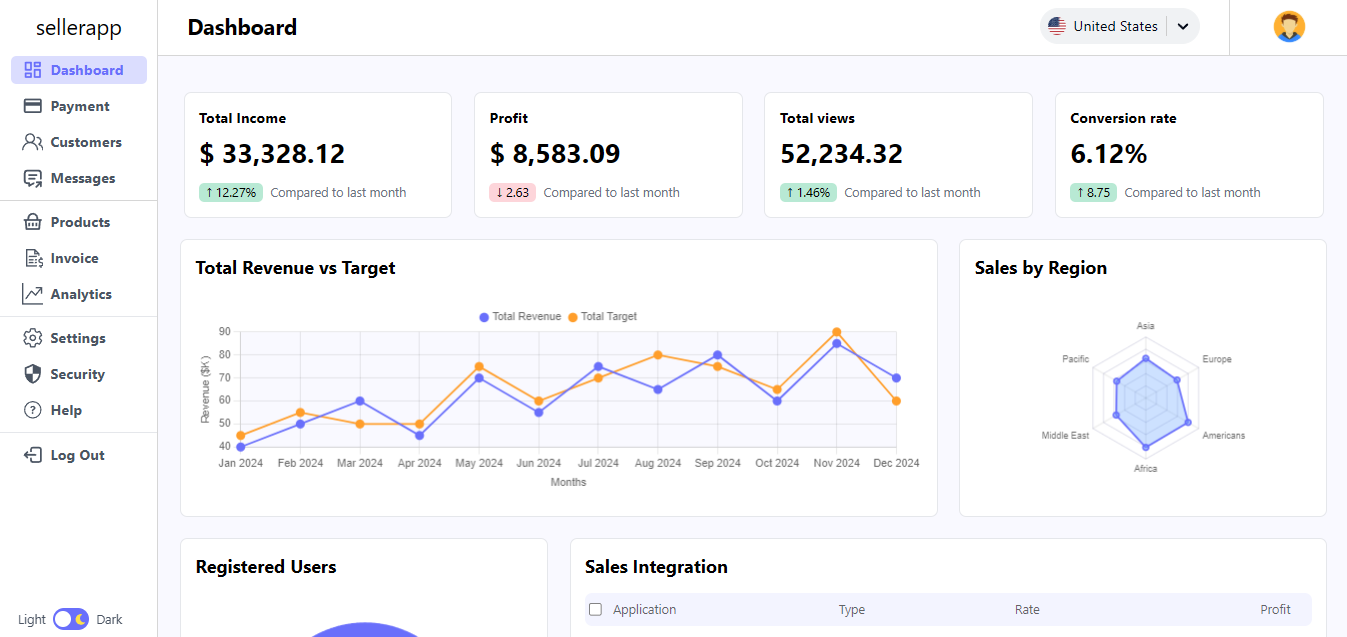 sellerapp
Dashboard
Payment
Customers
Messages
Products
Invoice
Analytics
Settings
Security
Help
Log Out
Light Dark
Dashboard
United States
Total Income
$ 33,328.12
↑ 12.27% Compared to last month
Profit
$ 8,583.09
↓ 2.63 Compared to last month
Total views
52,234.32
↑ 1.46% Compared to last month
Conversion rate
6.12%
↑ 8.75 Compared to last month
Total Revenue vs Target
Total Revenue Total Target
Revenue ($K)
90
80
70
60
50
40
Jan 2024 Feb 2024 Mar 2024 Apr 2024 May 2024 Jun 2024 Jul 2024 Aug 2024 Sep 2024 Oct 2024 Nov 2024 Dec 2024
Months
Sales by Region
Asia
Pacific Europe
Middle East Americans
Africa
Registered Users
Sales Integration
Application Type Rate Profit